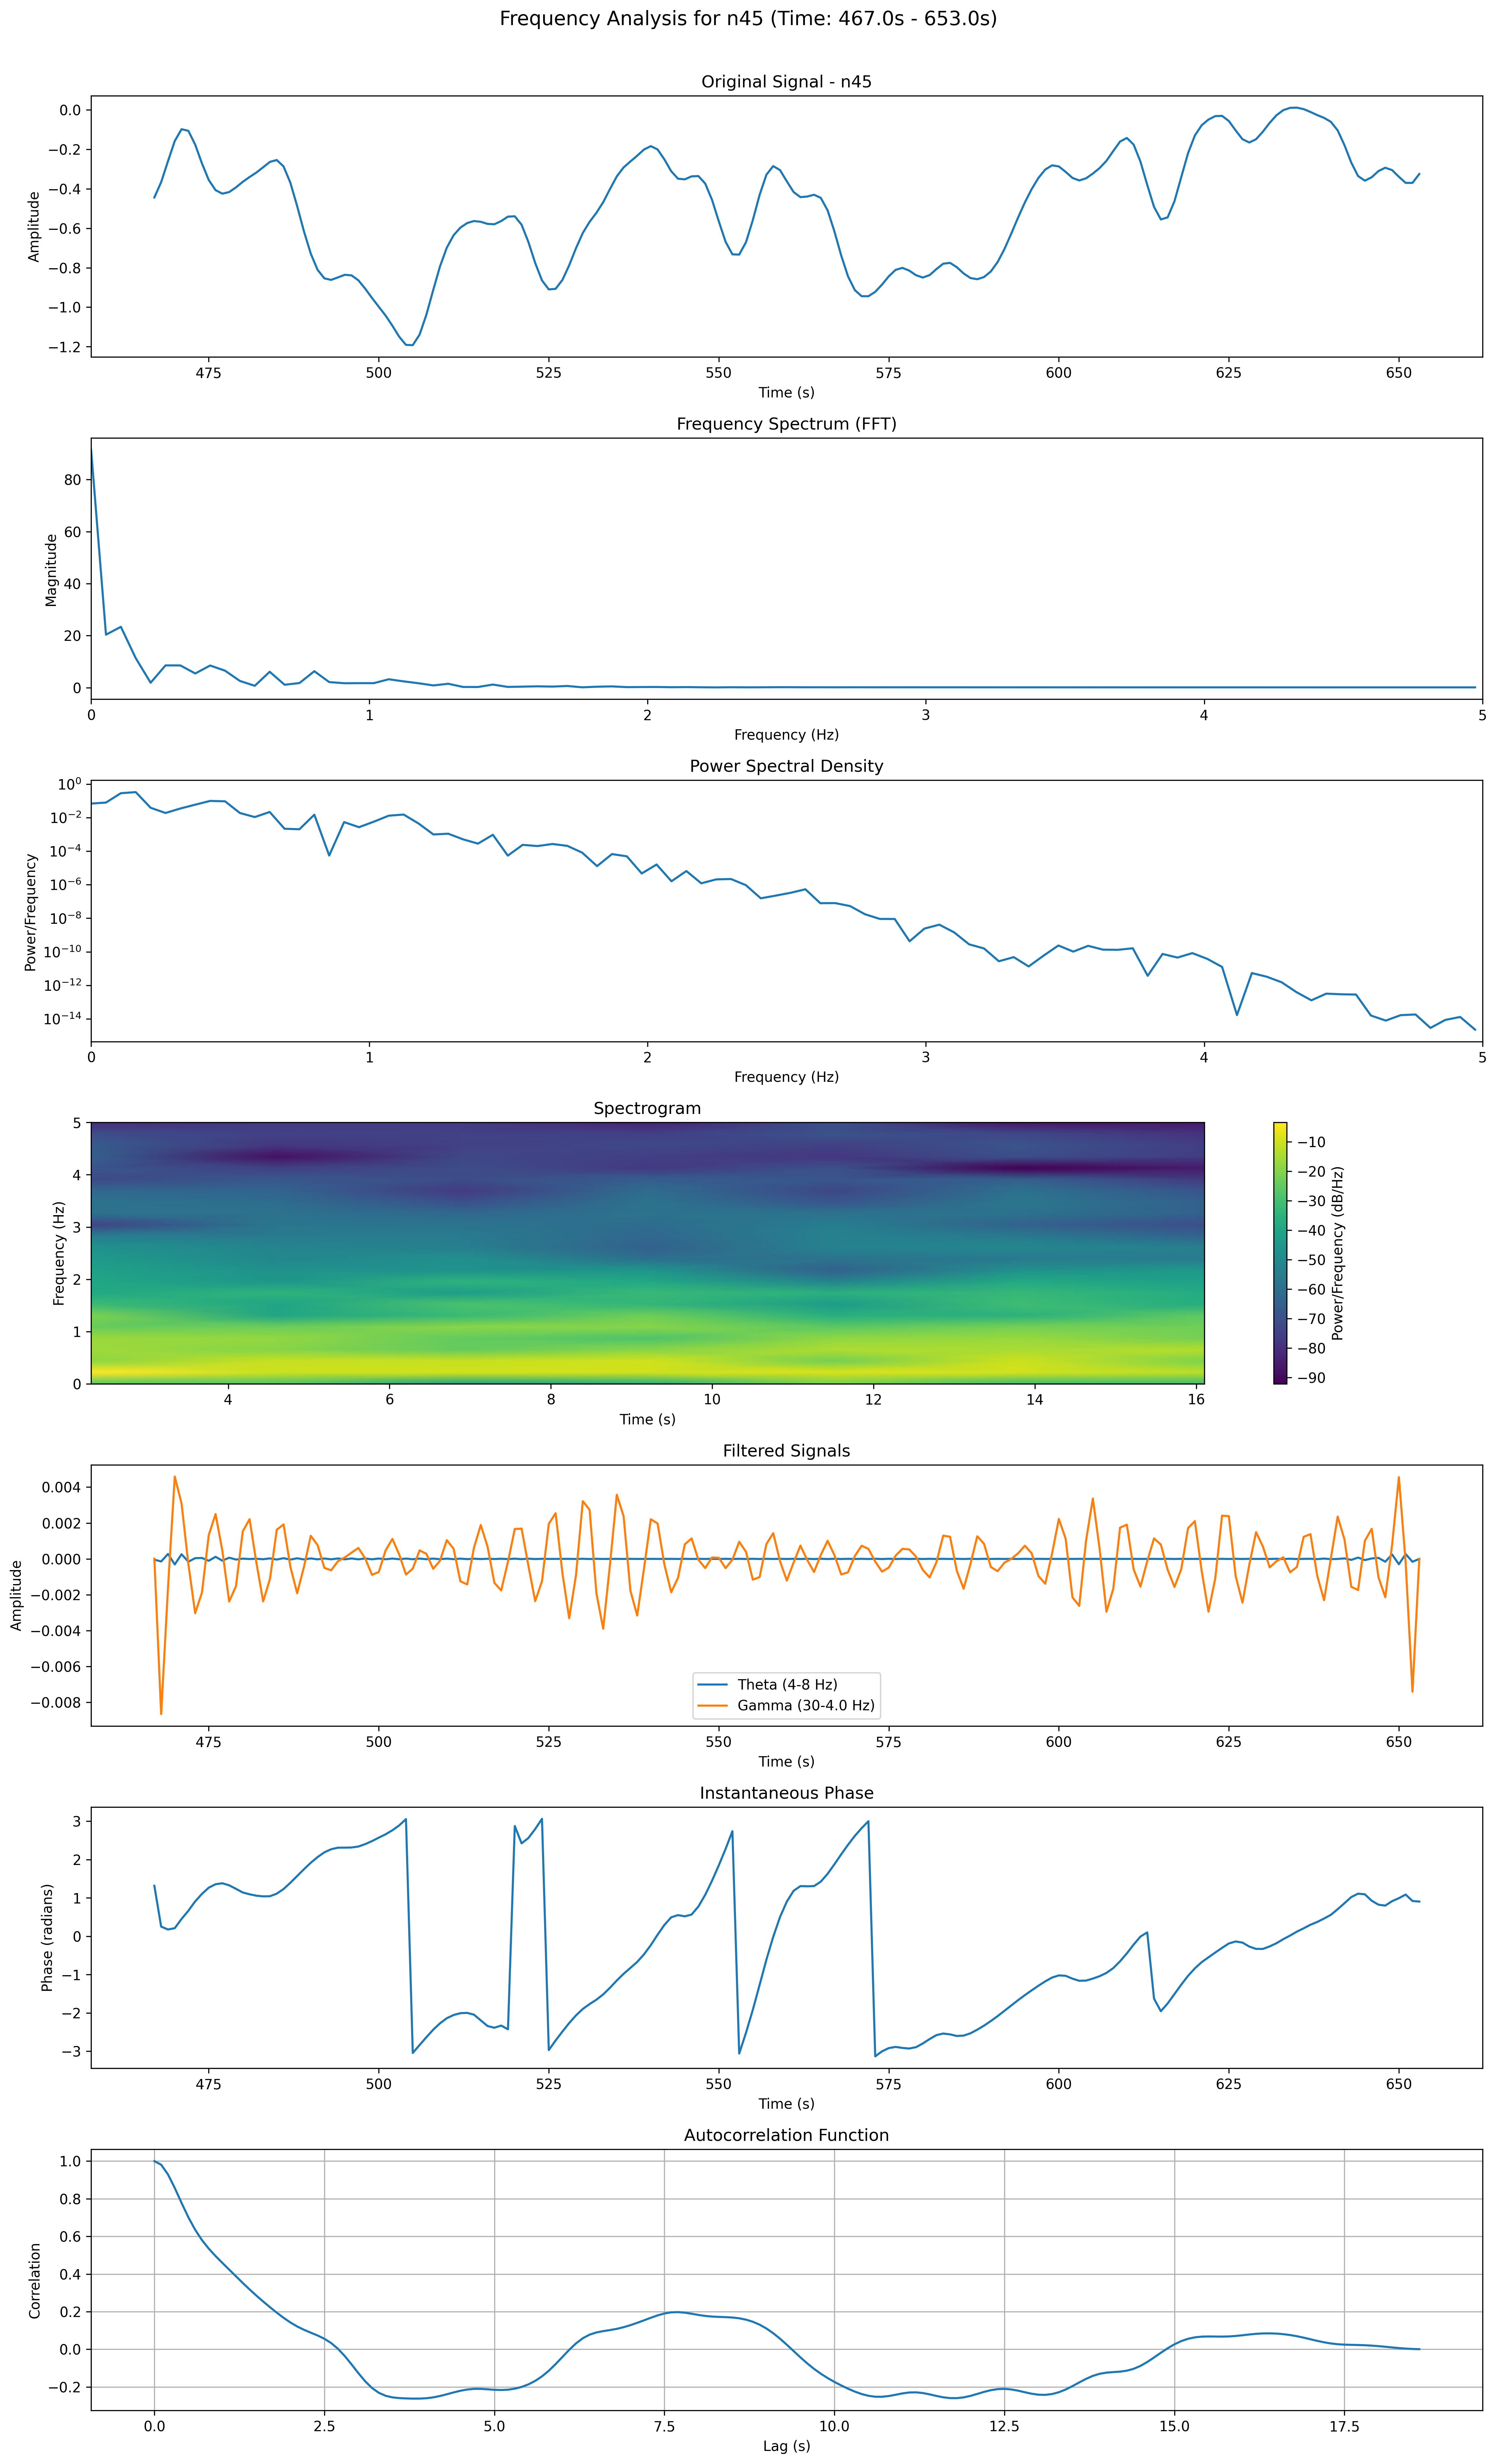 Frequency Analysis for n45 (Time: 467.0s - 653.0s)
Original Signal - n45
0.0
−0.2
−0.4
−0.6
−0.8
−1.0
−1.2
Amplitude
475 500 525 550 575 600 625 650
Time (s)
Frequency Spectrum (FFT)
80
60
40
20
0
Magnitude
0 1 2 3 4 5
Frequency (Hz)
Power Spectral Density
10⁰
10⁻²
10⁻⁴
10⁻⁶
10⁻⁸
10⁻¹⁰
10⁻¹²
10⁻¹⁴
Power/Frequency
0 1 2 3 4 5
Frequency (Hz)
Spectrogram
5
4
3
2
1
0
Frequency (Hz)
4 6 8 10 12 14 16
Time (s)
−10
−20
−30
−40
−50
−60
−70
−80
−90
Power/Frequency (dB/Hz)
Filtered Signals
0.004
0.002
0.000
−0.002
−0.004
−0.006
−0.008
Amplitude
Theta (4-8 Hz)
Gamma (30-4.0 Hz)
475 500 525 550 575 600 625 650
Time (s)
Instantaneous Phase
3
2
1
0
−1
−2
−3
Phase (radians)
475 500 525 550 575 600 625 650
Time (s)
Autocorrelation Function
1.0
0.8
0.6
0.4
0.2
0.0
−0.2
Correlation
0.0 2.5 5.0 7.5 10.0 12.5 15.0 17.5
Lag (s)